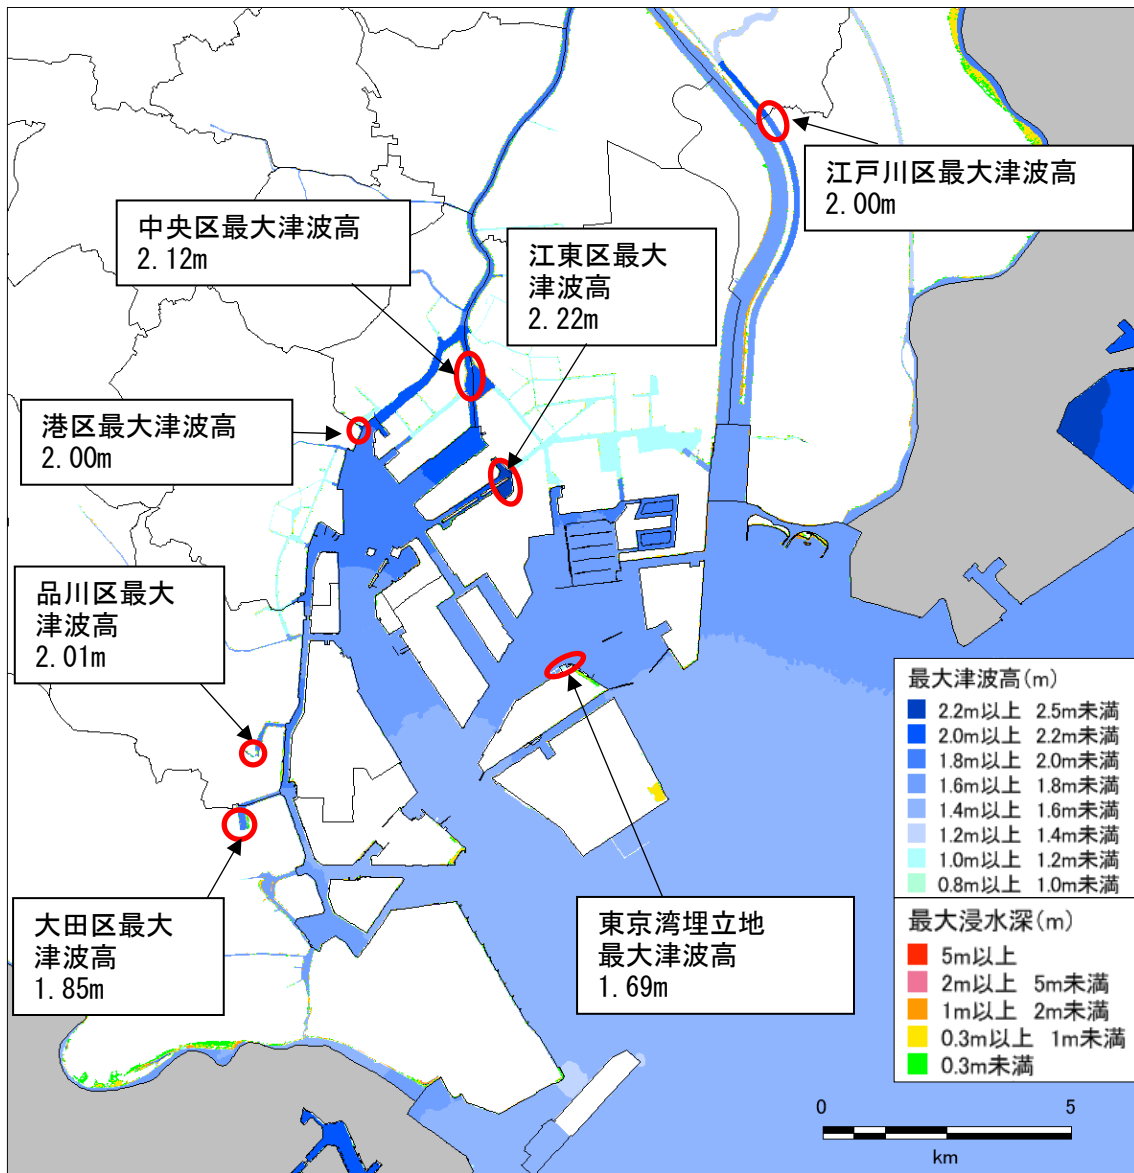 江戸川区最大津波高
2.00m
中央区最大津波高
2.12m
江東区最大
津波高
2.22m
港区最大津波高
2.00m
品川区最大
津波高
2.01m
大田区最大
津波高
1.85m
東京湾埋立地
最大津波高
1.69m
最大津波高(m)
2.2m以上 2.5m未満
2.0m以上 2.2m未満
1.8m以上 2.0m未満
1.6m以上 1.8m未満
1.4m以上 1.6m未満
1.2m以上 1.4m未満
1.0m以上 1.2m未満
0.8m以上 1.0m未満
最大浸水深(m)
5m以上
2m以上 5m未満
1m以上 2m未満
0.3m以上 1m未満
0.3m未満
0 5
km